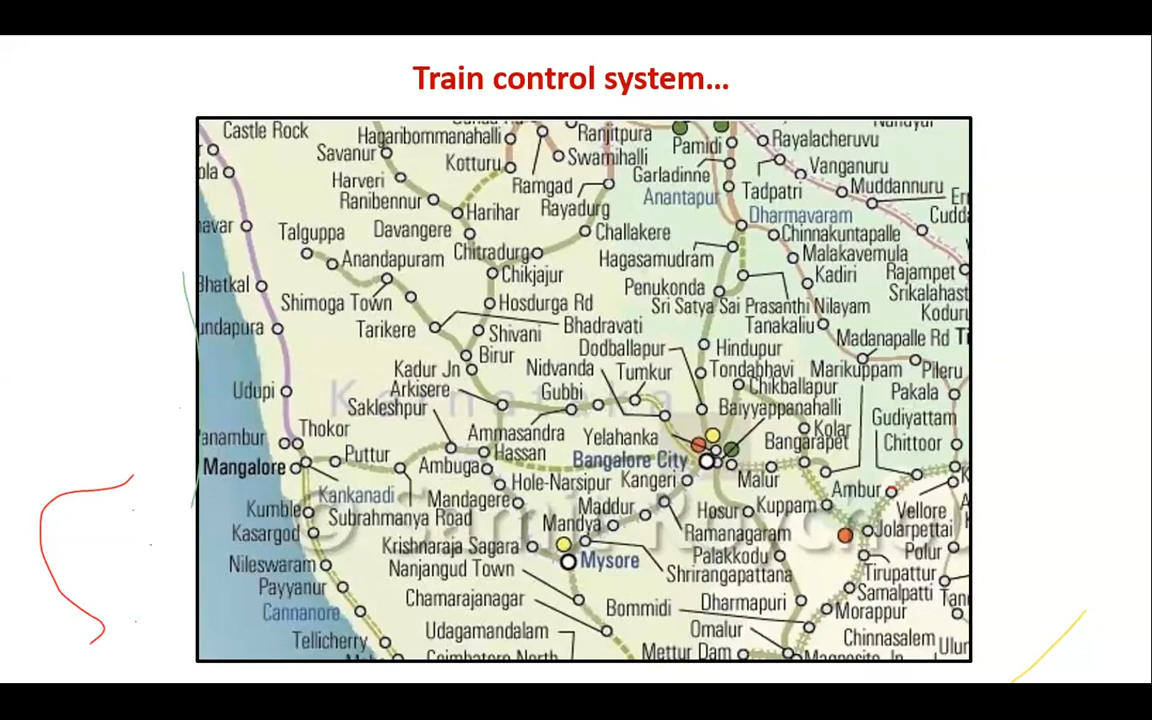 Train control system...
Castle Rock
Hagaribommanahalli
Ranjitpura
Pamidi
Rayalacheruvu
Savanur
Kotturu
Swamihalli
Garladinne
Vanganuru
Harveri
Ramgad
Anantapur
Tadpatri
Muddannuru
Ranibennur
Harihar
Rayadurg
Dharmavaram
Talguppa
Davangere
Challakere
Chinnakuntapalle
Anandapuram
Chitradurg
Hagasamudram
Malakavemula
Chikjajur
Kadiri
Rajampet
Bhatkal
Penukonda
Shimoga Town
Hosdurga Rd
Sri Satya Sai Prasanthi Nilayam
Tarikere
Bhadravati
Tanakaliu
Shivani
Dodballapur
Madanapalle Rd
Birur
Hindupur
Kadur Jn
Nidvanda
Tumkur
Tondabhavi
Marikuppam
Pileru
Udupi
Arkisere
Gubbi
Chikballapur
Pakala
Karnataka
Sakleshpur
Baiyyappanahalli
Gudiyattam
Thokor
Ammasandra
Yelahanka
Kolar
Bangarapet
Chittoor
Mangalore
Puttur
Ambuga
Hassan
Bangalore City
Malur
Kankanadi
Hole-Narsipur
Kangeri
Ambur
Kumble
Subrahmanya Road
Mandagere
Maddur
Hosur
Kuppam
Vellore
Kasargod
Mandya
Ramanagaram
Jolarpettai
Krishnaraja Sagara
Palakkodu
Polur
Nileswaram
Nanjangud Town
Mysore
Shrirangapattana
Tirupattur
Payyanur
Chamarajanagar
Bommidi
Dharmapuri
Samalpatti
Cannanore
Morappur
Tellicherry
Udagamandalam
Omalur
Chinnasalem
Mettur Dam